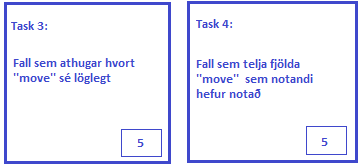 Task 3:
Fall sem athugar hvort
"move" sé löglegt
5
Task 4:
Fall sem telja fjölda
"move" sem notandi
hefur notað
5